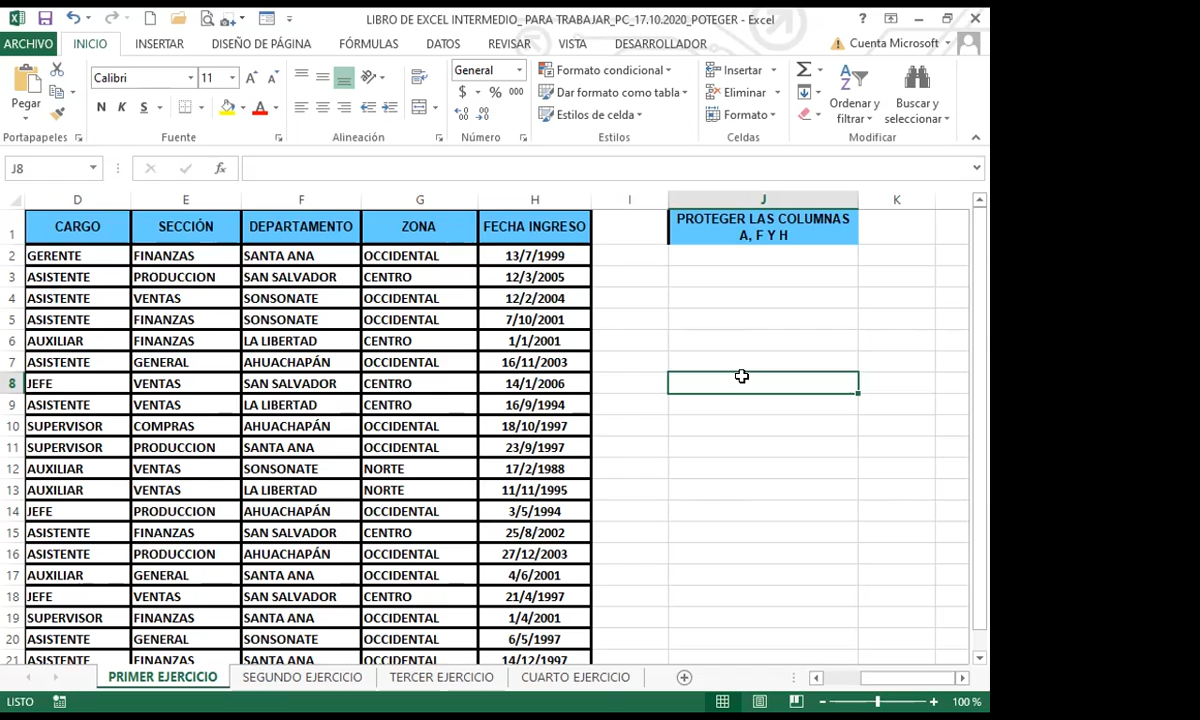 LIBRO DE EXCEL INTERMEDIO_ PARA TRABAJAR_PC_17.10.2020_POTEGER - Excel
ARCHIVO INICIO INSERTAR DISEÑO DE PÁGINA FÓRMULAS DATOS REVISAR VISTA DESARROLLADOR Cuenta Microsoft
Pegar
Portapapeles
Calibri 11
N K S
Fuente
Alineación
General
$ % 000
Número
Formato condicional
Dar formato como tabla
Estilos de celda
Estilos
Insertar
Eliminar
Formato
Celdas
Ordenar y filtrar
Buscar y seleccionar
Modificar
J8 fx
D E F G H I J K
1 CARGO SECCIÓN DEPARTAMENTO ZONA FECHA INGRESO PROTEGER LAS COLUMNAS
A, F Y H
2 GERENTE FINANZAS SANTA ANA OCCIDENTAL 13/7/1999
3 ASISTENTE PRODUCCION SAN SALVADOR CENTRO 12/3/2005
4 ASISTENTE VENTAS SONSONATE OCCIDENTAL 12/2/2004
5 ASISTENTE FINANZAS SONSONATE OCCIDENTAL 7/10/2001
6 AUXILIAR FINANZAS LA LIBERTAD CENTRO 1/1/2001
7 ASISTENTE GENERAL AHUACHAPÁN OCCIDENTAL 16/11/2003
8 JEFE VENTAS SAN SALVADOR CENTRO 14/1/2006
9 ASISTENTE VENTAS LA LIBERTAD CENTRO 16/9/1994
10 SUPERVISOR COMPRAS AHUACHAPÁN OCCIDENTAL 18/10/1997
11 SUPERVISOR PRODUCCION SANTA ANA OCCIDENTAL 23/9/1997
12 AUXILIAR VENTAS SONSONATE NORTE 17/2/1988
13 AUXILIAR VENTAS LA LIBERTAD NORTE 11/11/1995
14 JEFE PRODUCCION AHUACHAPÁN OCCIDENTAL 3/5/1994
15 ASISTENTE FINANZAS SAN SALVADOR CENTRO 25/8/2002
16 ASISTENTE PRODUCCION AHUACHAPÁN OCCIDENTAL 27/12/2003
17 AUXILIAR GENERAL SANTA ANA OCCIDENTAL 4/6/2001
18 JEFE VENTAS SAN SALVADOR CENTRO 21/4/1997
19 SUPERVISOR FINANZAS SANTA ANA OCCIDENTAL 1/4/2001
20 ASISTENTE GENERAL SONSONATE OCCIDENTAL 6/5/1997
21 ASISTENTE FINANZAS SANTA ANA OCCIDENTAL 14/12/1997
PRIMER EJERCICIO SEGUNDO EJERCICIO TERCER EJERCICIO CUARTO EJERCICIO
LISTO 100 %